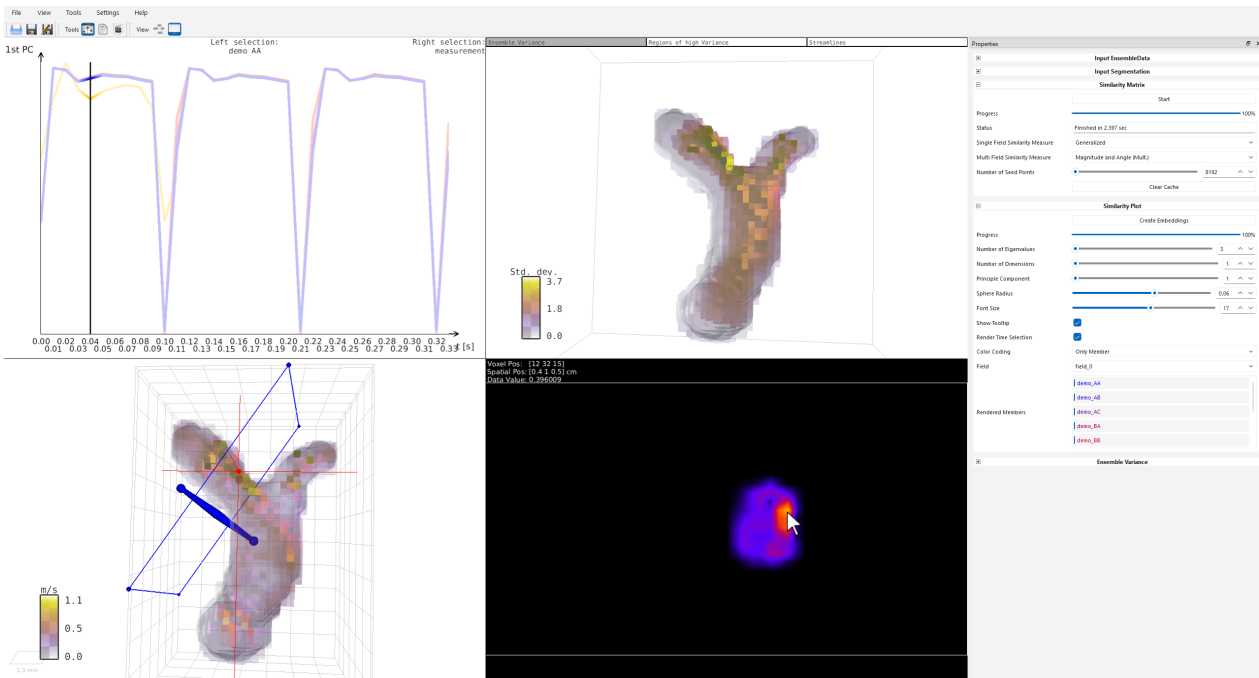 File View Tools Settings Help
Tools View
1st PC
Left selection:
demo AA
Right selection:
measurement
0.00 0.02 0.04 0.06 0.08 0.10 0.12 0.14 0.16 0.18 0.20 0.22 0.24 0.26 0.28 0.30 0.32
0.01 0.03 0.05 0.07 0.09 0.11 0.13 0.15 0.17 0.19 0.21 0.23 0.25 0.27 0.29 0.31 0.33
t [s]
Ensemble Variance Regions of high Variance Streamlines
Std. dev.
3.7
1.8
0.0
m/s
1.1
0.5
0.0
1.3 mm
Voxel Pos: [12 32 15]
Spatial Pos: [0.4 1 0.5] cm
Data Value: 0.396009
Properties
Input EnsembleData
Input Segmentation
Similarity Matrix
Start
Progress 100%
Status Finished in 2.397 sec
Single Field Similarity Measure Generalized
Multi Field Similarity Measure Magnitude and Angle (Mult.)
Number of Seed Points 8192
Clear Cache
Similarity Plot
Create Embeddings
Progress 100%
Number of Eigenvalues 3
Number of Dimensions 1
Principle Component 1
Sphere Radius 0,06
Font Size 17
Show Tooltip
Render Time Selection
Color Coding Only Member
Field field_0
Rendered Members
demo_AA
demo_AB
demo_AC
demo_BA
demo_BB
Ensemble Variance